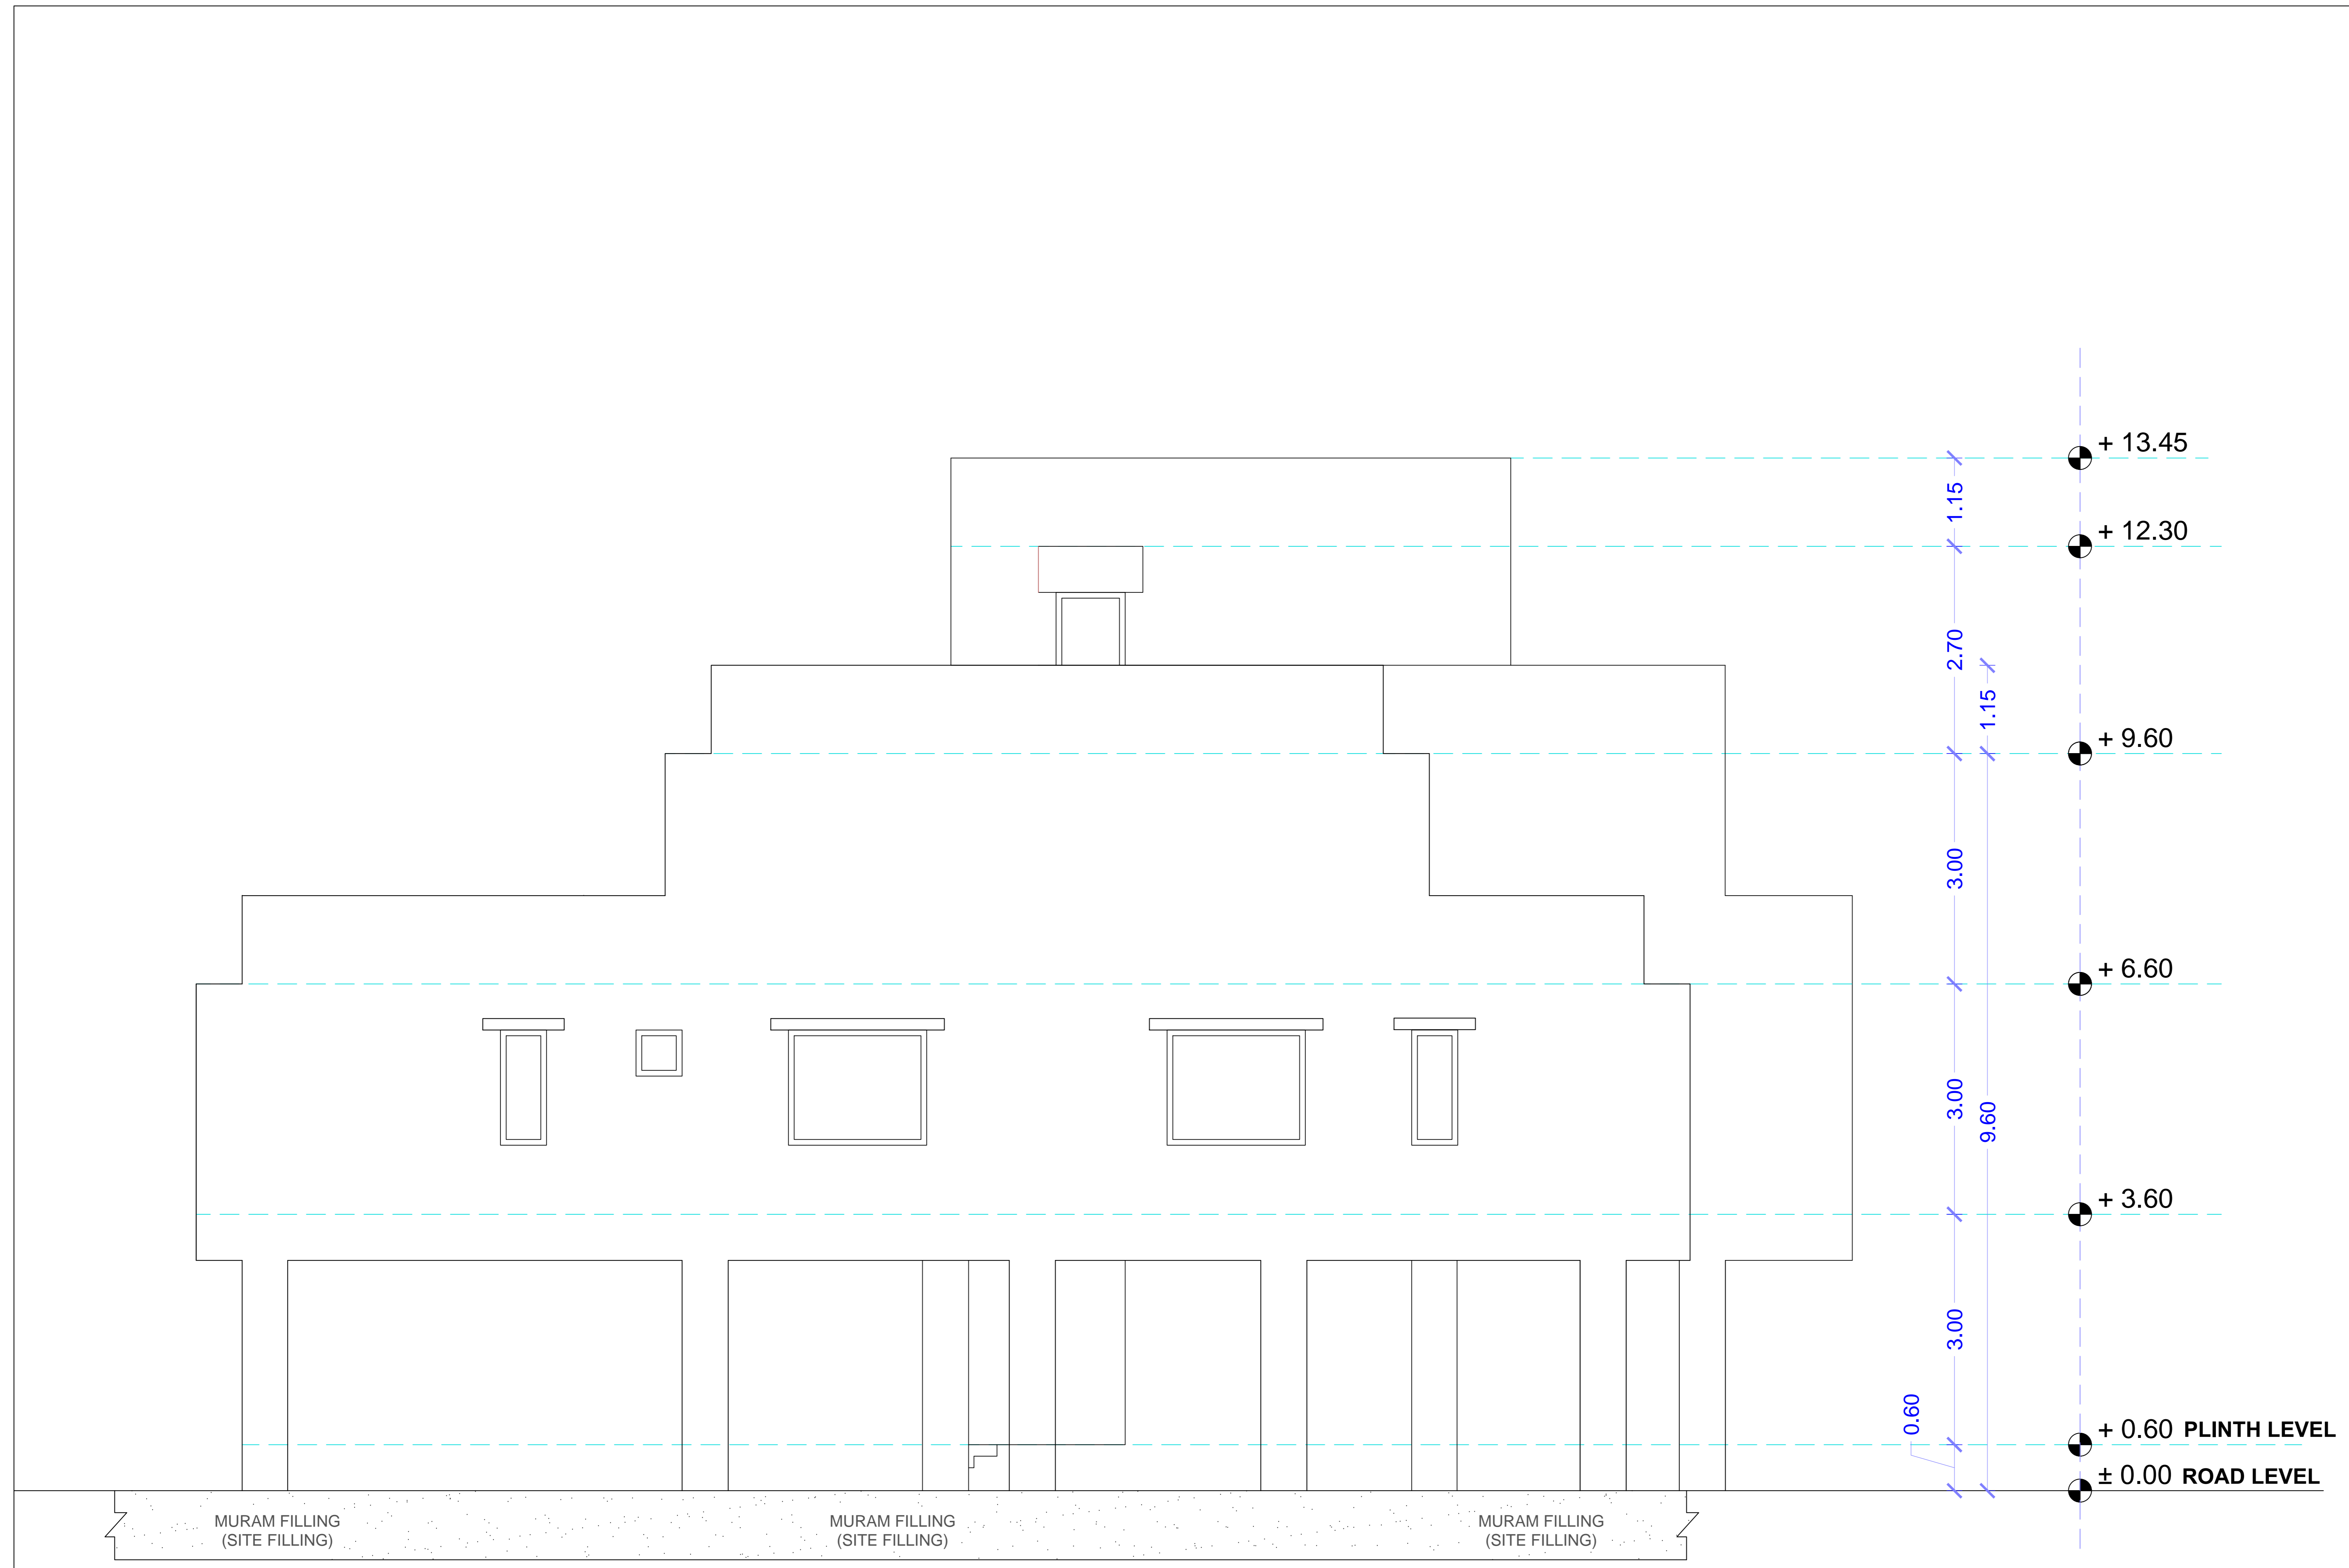 + 13.45
1.15
+ 12.30
2.70
1.15
+ 9.60
3.00
+ 6.60
3.00
9.60
+ 3.60
3.00
0.60
+ 0.60 PLINTH LEVEL
± 0.00 ROAD LEVEL
MURAM FILLING
(SITE FILLING)
MURAM FILLING
(SITE FILLING)
MURAM FILLING
(SITE FILLING)